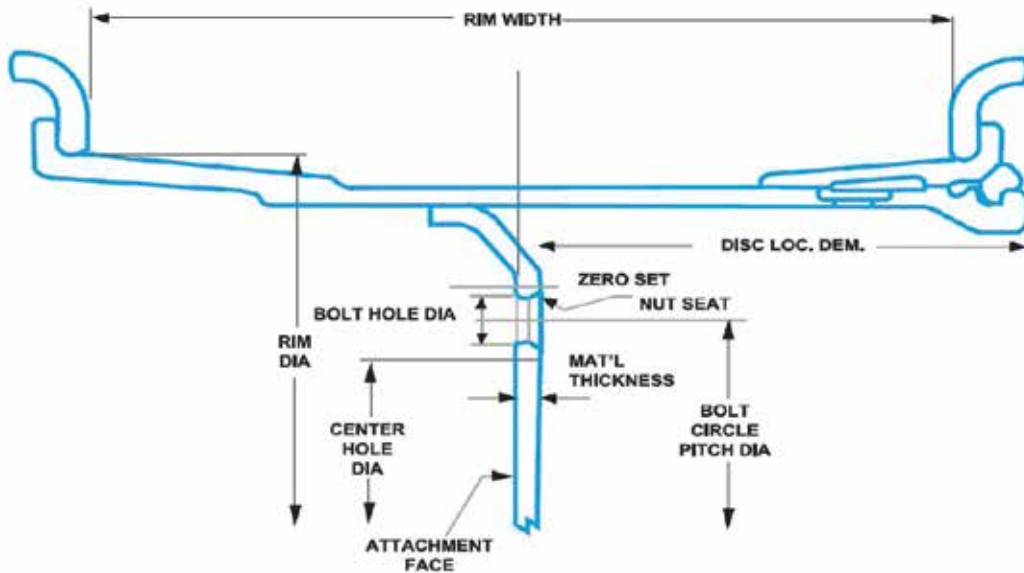 RIM WIDTH
DISC LOC. DEM.
ZERO SET
NUT SEAT
BOLT HOLE DIA
RIM
DIA
MAT'L
THICKNESS
CENTER
HOLE
DIA
BOLT
CIRCLE
PITCH DIA
ATTACHMENT
FACE